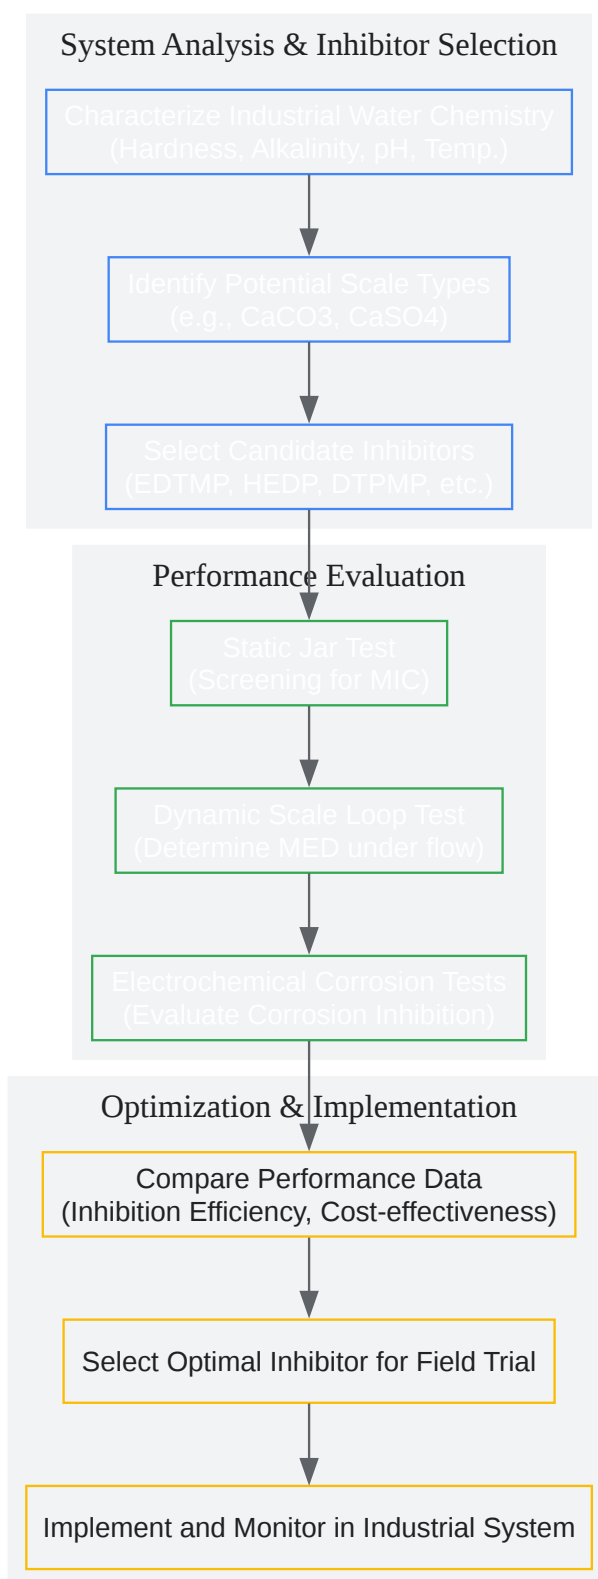 System Analysis & Inhibitor Selection
Characterize Industrial Water Chemistry
(Hardness, Alkalinity, pH, Temp.)
Identify Potential Scale Types
(e.g., CaCO3, CaSO4)
Select Candidate Inhibitors
(EDTMP, HEDP, DTPMP, etc.)
Performance Evaluation
Static Jar Test
(Screening for MIC)
Dynamic Scale Loop Test
(Determine MED under flow)
Electrochemical Corrosion Tests
(Evaluate Corrosion Inhibition)
Optimization & Implementation
Compare Performance Data
(Inhibition Efficiency, Cost-effectiveness)
Select Optimal Inhibitor for Field Trial
Implement and Monitor in Industrial System